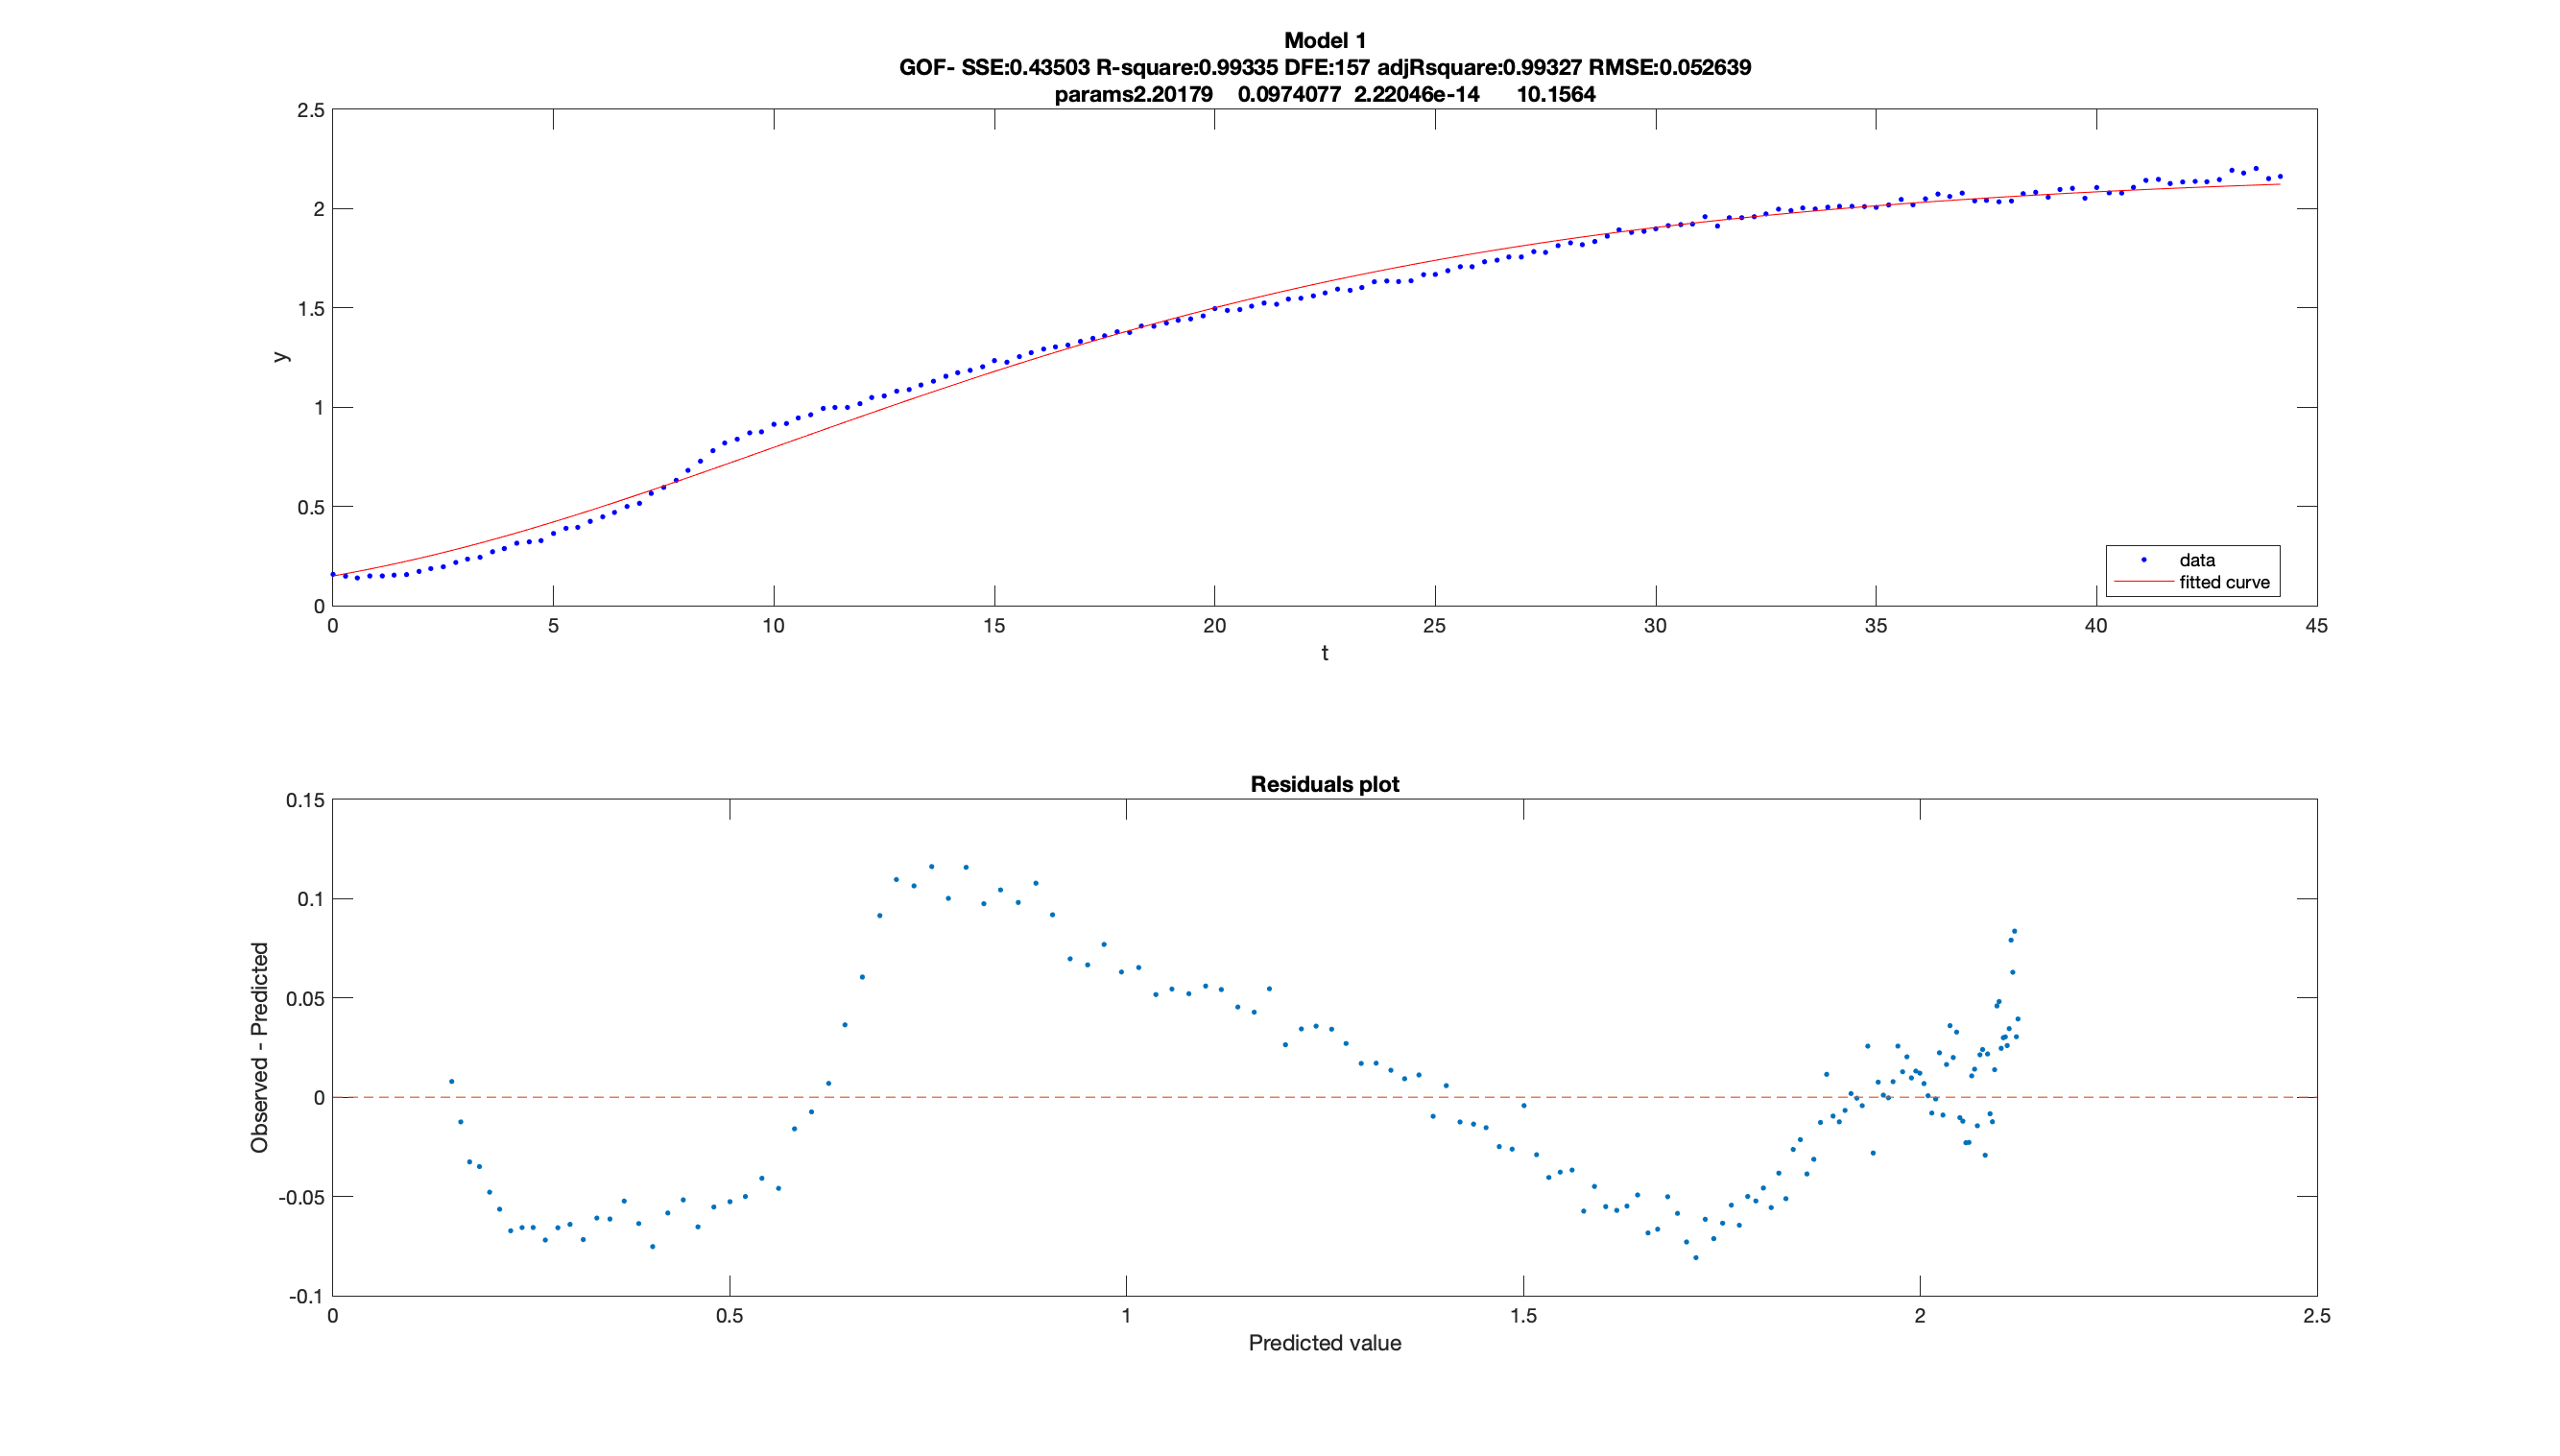 Model 1
GOF- SSE:0.43503 R-square:0.99335 DFE:157 adjRsquare:0.99327 RMSE:0.052639
params2.20179 0.0974077 2.22046e-14 10.1564
2.5
2
1.5
1
0.5
0
y
0 5 10 15 20 25 30 35 40 45
t
data
fitted curve
Residuals plot
0.15
0.1
0.05
0
-0.05
-0.1
Observed - Predicted
0 0.5 1 1.5 2 2.5
Predicted value